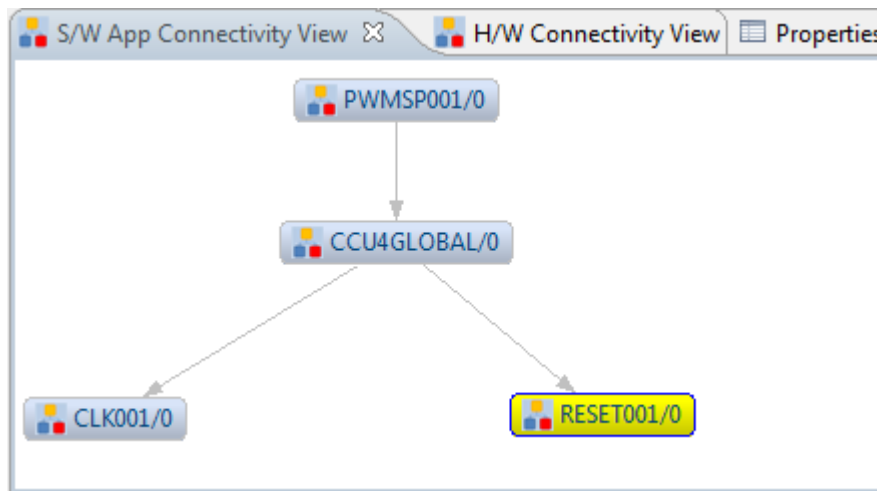 S/W App Connectivity View
H/W Connectivity View
Properties
PWMSP001/0
CCU4GLOBAL/0
CLK001/0
RESET001/0